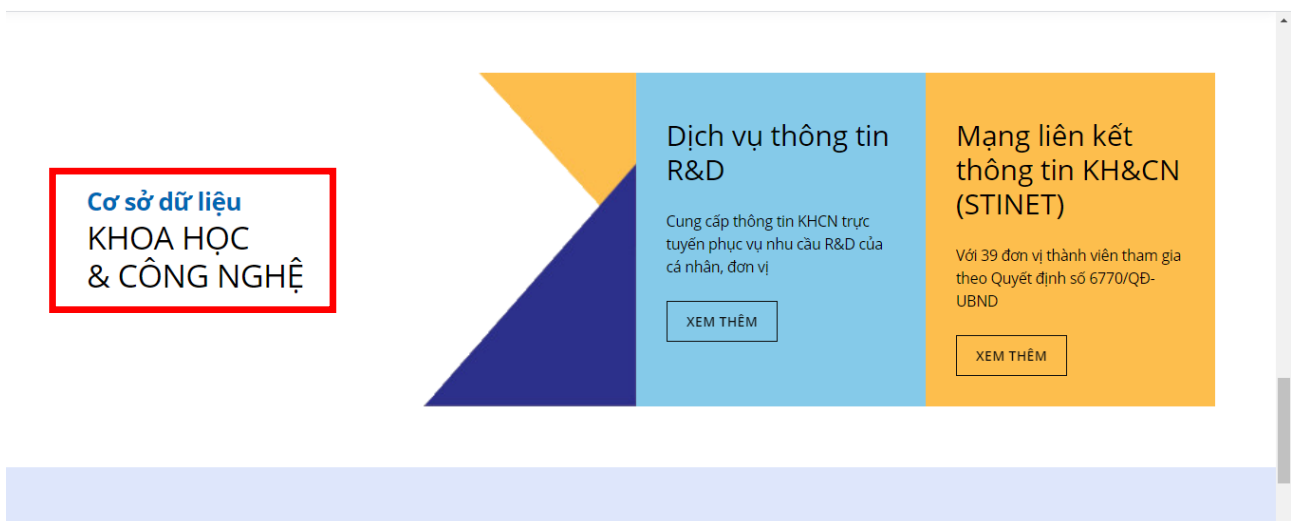 Cơ sở dữ liệu
KHOA HỌC
& CÔNG NGHỆ
Dịch vụ thông tin
R&D
Cung cấp thông tin KHCN trực
tuyến phục vụ nhu cầu R&D của
cá nhân, đơn vị
XEM THÊM
Mạng liên kết
thông tin KH&CN
(STINET)
Với 39 đơn vị thành viên tham gia
theo Quyết định số 6770/QĐ-
UBND
XEM THÊM